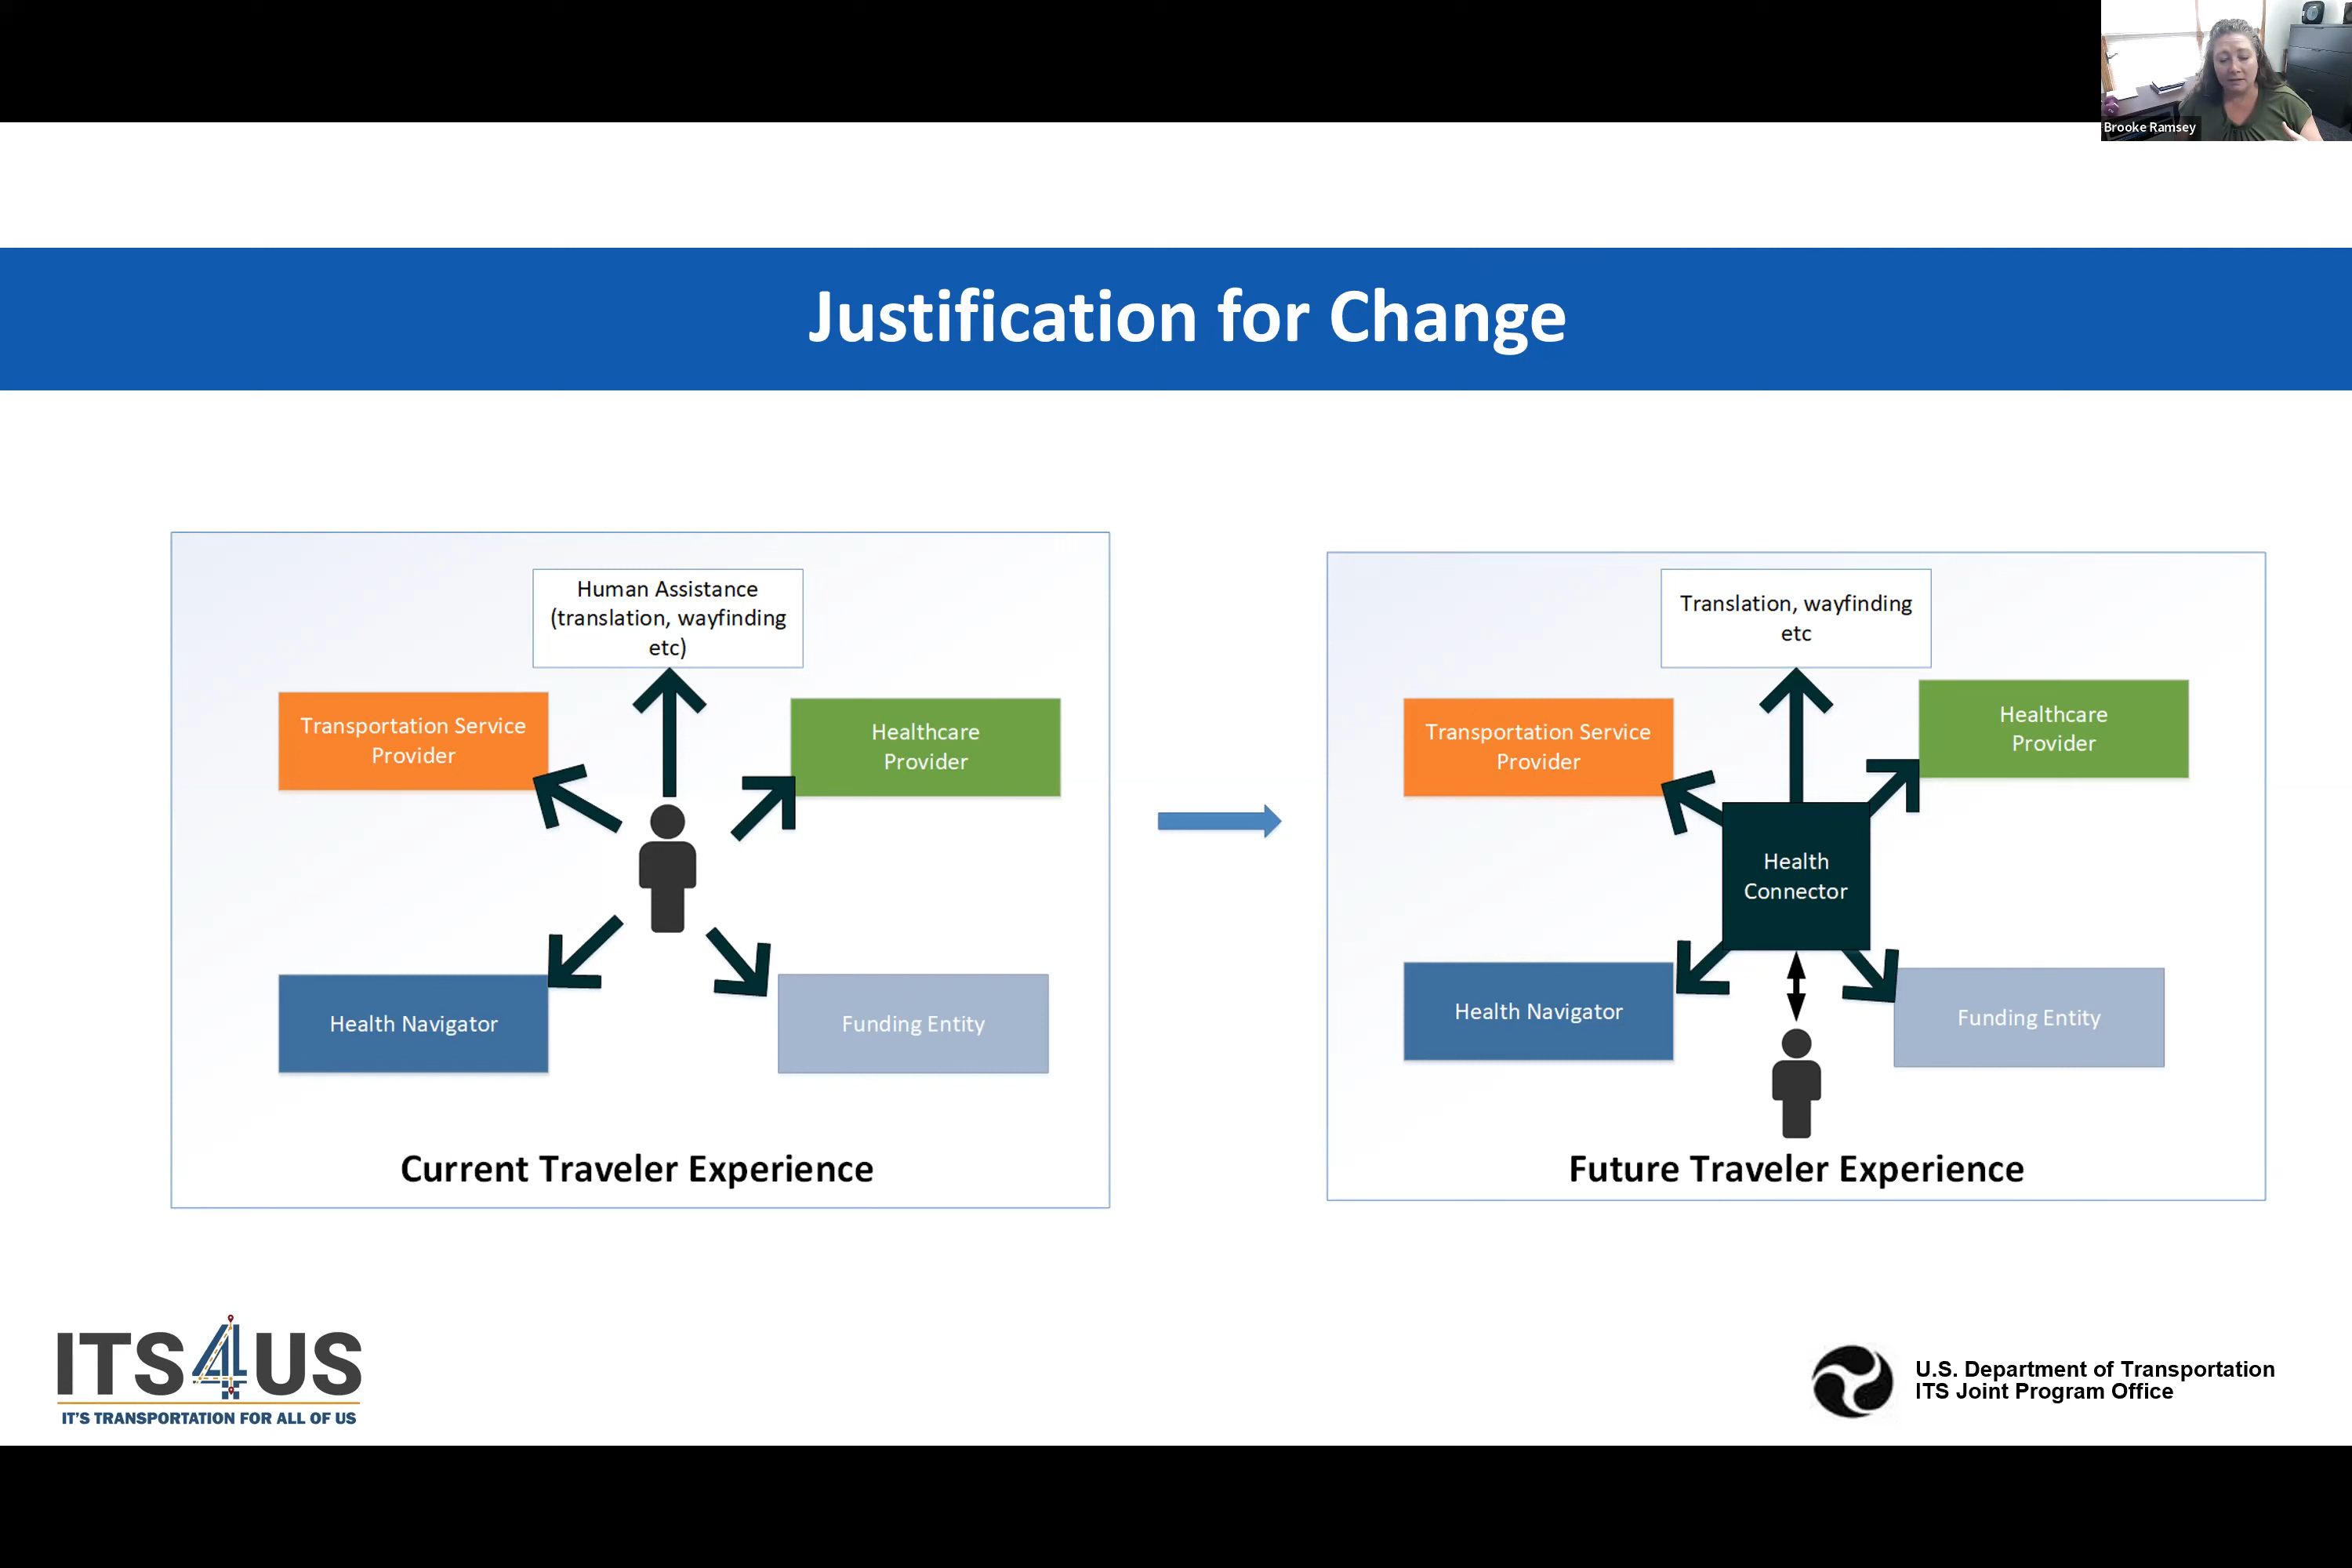 Brooke Ramsey
Justification for Change
Human Assistance
(translation, wayfinding
etc)
Transportation Service
Provider
Healthcare
Provider
Health Navigator
Funding Entity
Current Traveler Experience
Translation, wayfinding
etc
Transportation Service
Provider
Healthcare
Provider
Health
Connector
Health Navigator
Funding Entity
Future Traveler Experience
ITS4US
IT'S TRANSPORTATION FOR ALL OF US
U.S. Department of Transportation
ITS Joint Program Office